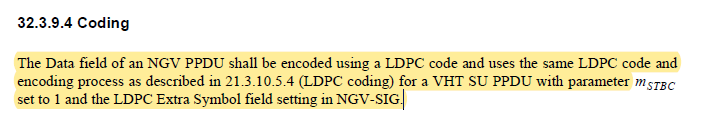 32.3.9.4 Coding
The Data field of an NGV PPDU shall be encoded using a LDPC code and uses the same LDPC code and
encoding process as described in 21.3.10.5.4 (LDPC coding) for a VHT SU PPDU with parameter mSTBC
set to 1 and the LDPC Extra Symbol field setting in NGV-SIG.